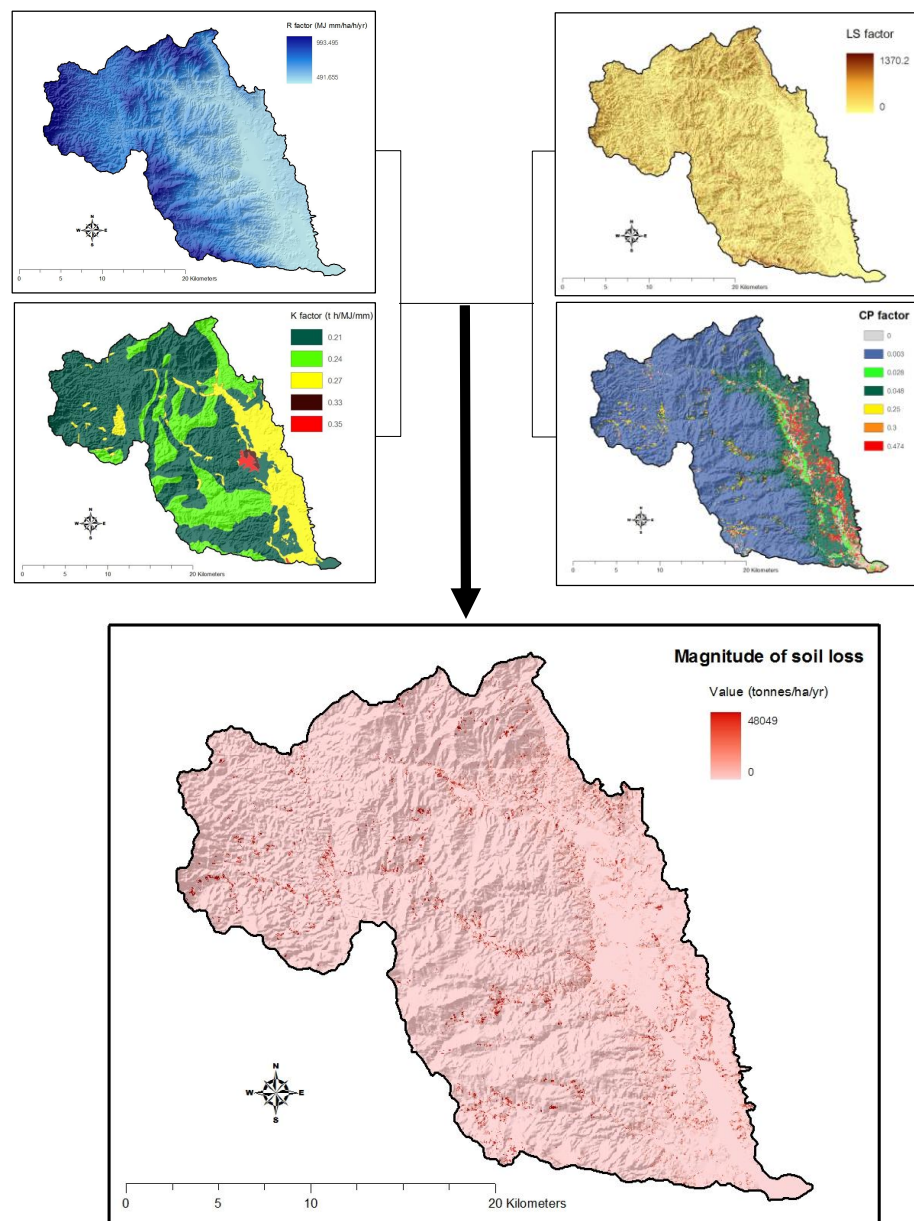 R factor (MJ mm/ha/h/yr)
993.495
491.655
N
W E
S
0 5 10 20 Kilometers
LS factor
1370.2
0
N
W E
S
0 5 10 20 Kilometers
K factor (t h/MJ/mm)
0.21
0.24
0.27
0.33
0.35
N
W E
S
0 5 10 20 Kilometers
CP factor
0
0.003
0.028
0.048
0.25
0.3
0.474
N
W E
S
0 5 10 20 Kilometers
Magnitude of soil loss
Value (tonnes/ha/yr)
48049
0
N
W E
S
0 5 10 20 Kilometers